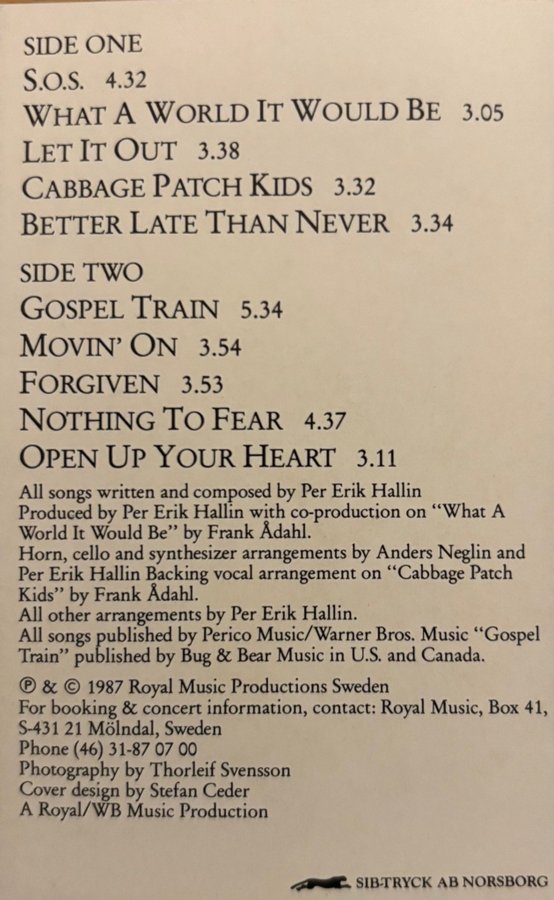 SIDE ONE
S.O.S. 4.32
WHAT A WORLD IT WOULD BE 3.05
LET IT OUT 3.38
CABBAGE PATCH KIDS 3.32
BETTER LATE THAN NEVER 3.34
SIDE TWO
GOSPEL TRAIN 5.34
MOVIN' ON 3.54
FORGIVEN 3.53
NOTHING TO FEAR 4.37
OPEN UP YOUR HEART 3.11
All songs written and composed by Per Erik Hallin
Produced by Per Erik Hallin with co-production on “What A
World It Would Be” by Frank Ådahl.
Horn, cello and synthesizer arrangements by Anders Neglin and
Per Erik Hallin Backing vocal arrangement on “Cabbage Patch
Kids” by Frank Ådahl.
All other arrangements by Per Erik Hallin.
All songs published by Perico Music/Warner Bros. Music “Gospel
Train” published by Bug & Bear Music in U.S. and Canada.
℗ & © 1987 Royal Music Productions Sweden
For booking & concert information, contact: Royal Music, Box 41,
S-431 21 Mölndal, Sweden
Phone (46) 31-87 07 00
Photography by Thorleif Svensson
Cover design by Stefan Ceder
A Royal/WB Music Production
SIB-TRYCK AB NORSBORG